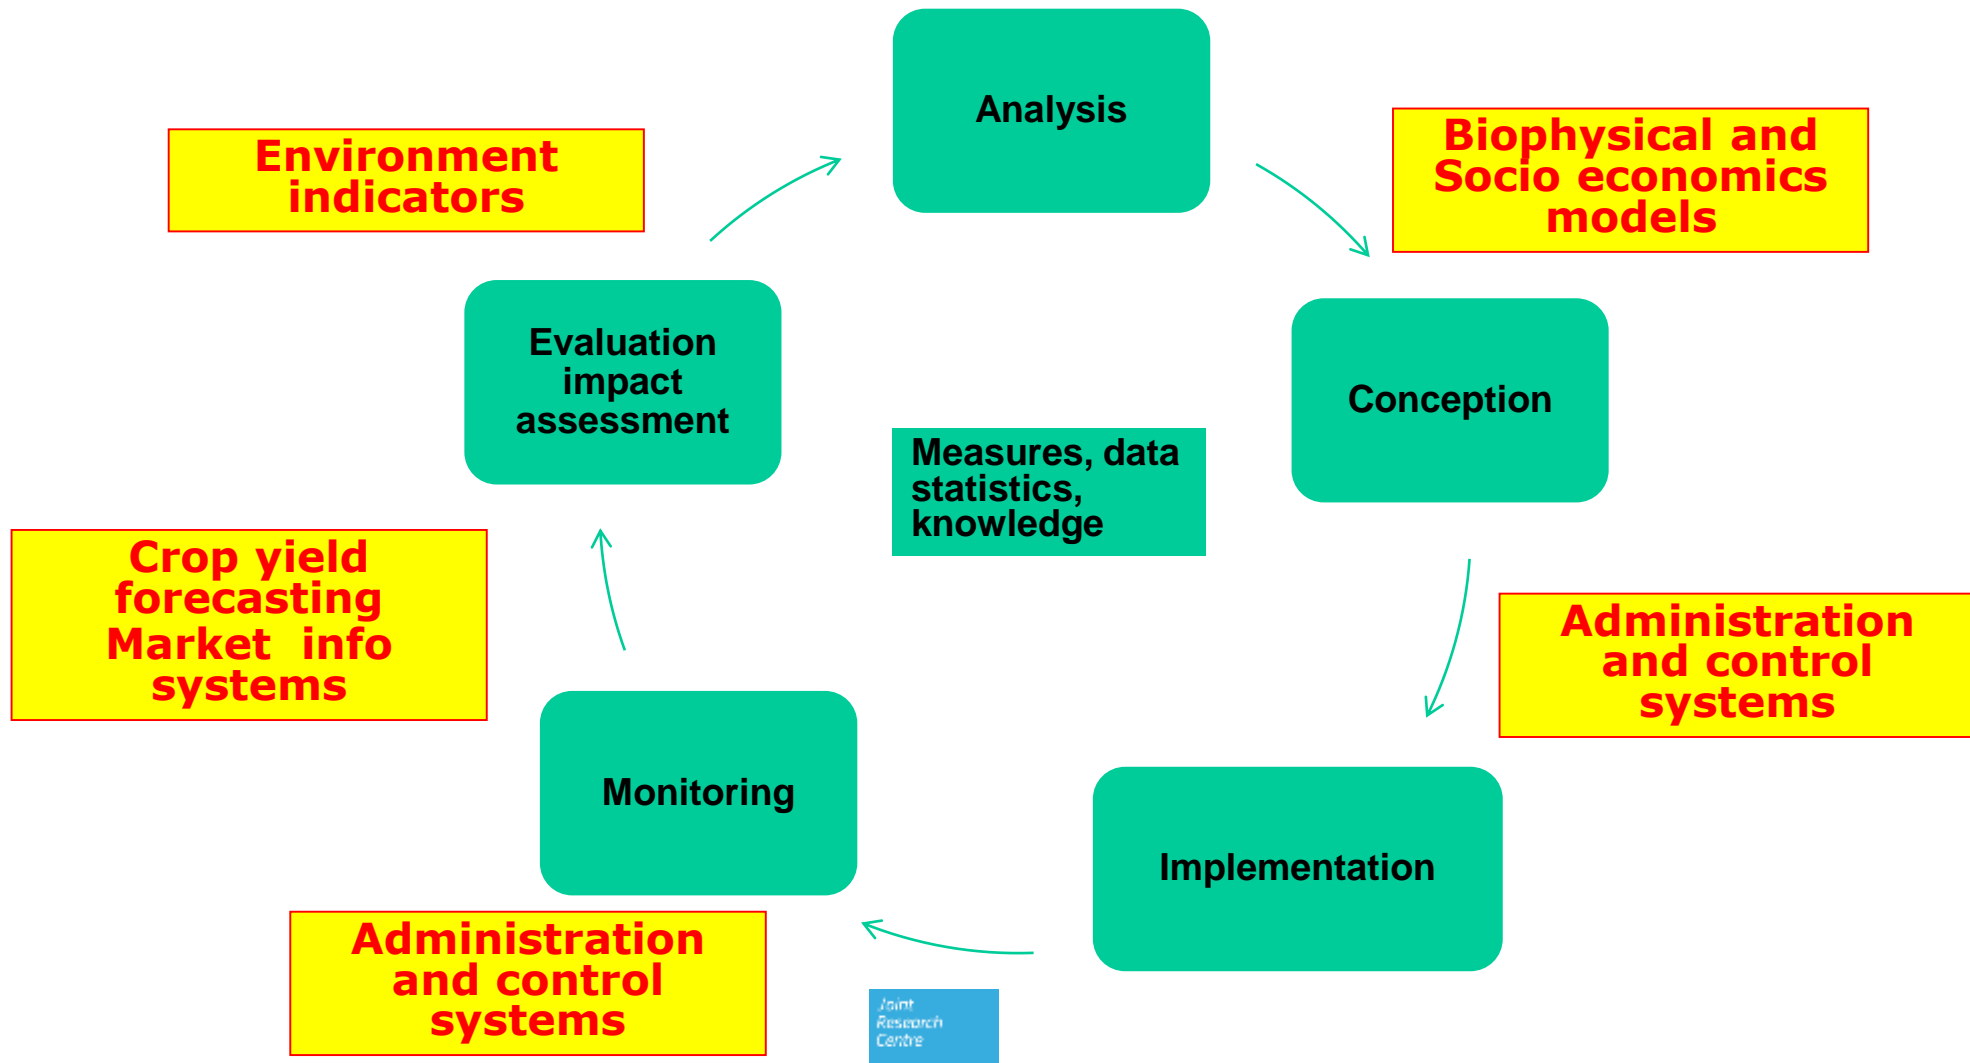 Analysis
Environment
indicators
Biophysical and
Socio economics
models
Evaluation
impact
assessment
Conception
Measures, data
statistics,
knowledge
Crop yield
forecasting
Market info
systems
Administration
and control
systems
Monitoring
Implementation
Administration
and control
systems
Joint
Research
Centre